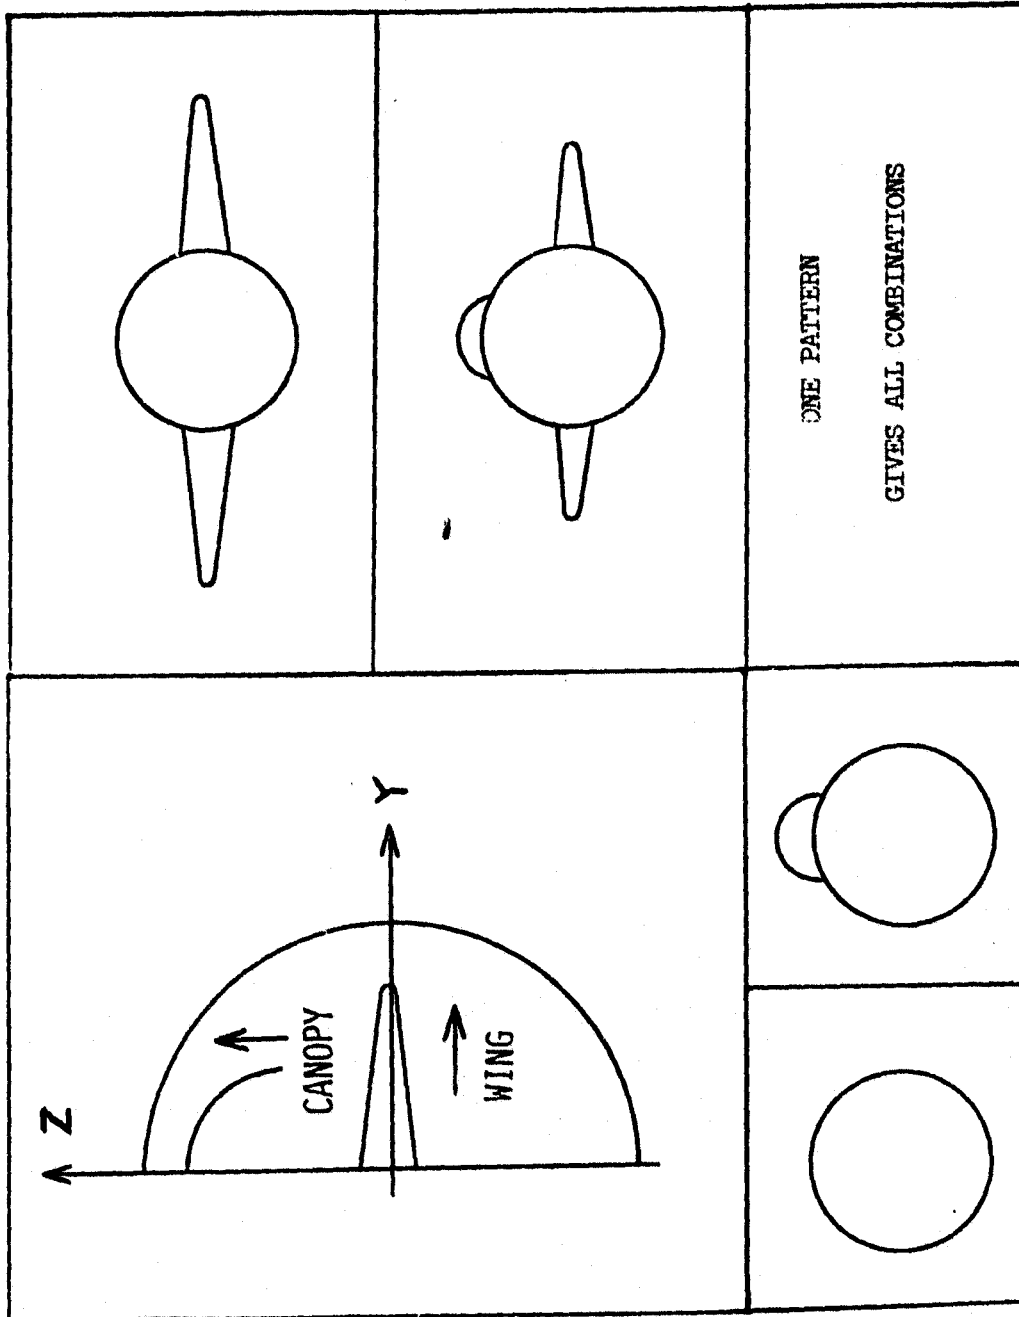 Z
Y
CANOPY
WING
ONE PATTERN
GIVES ALL COMBINATIONS